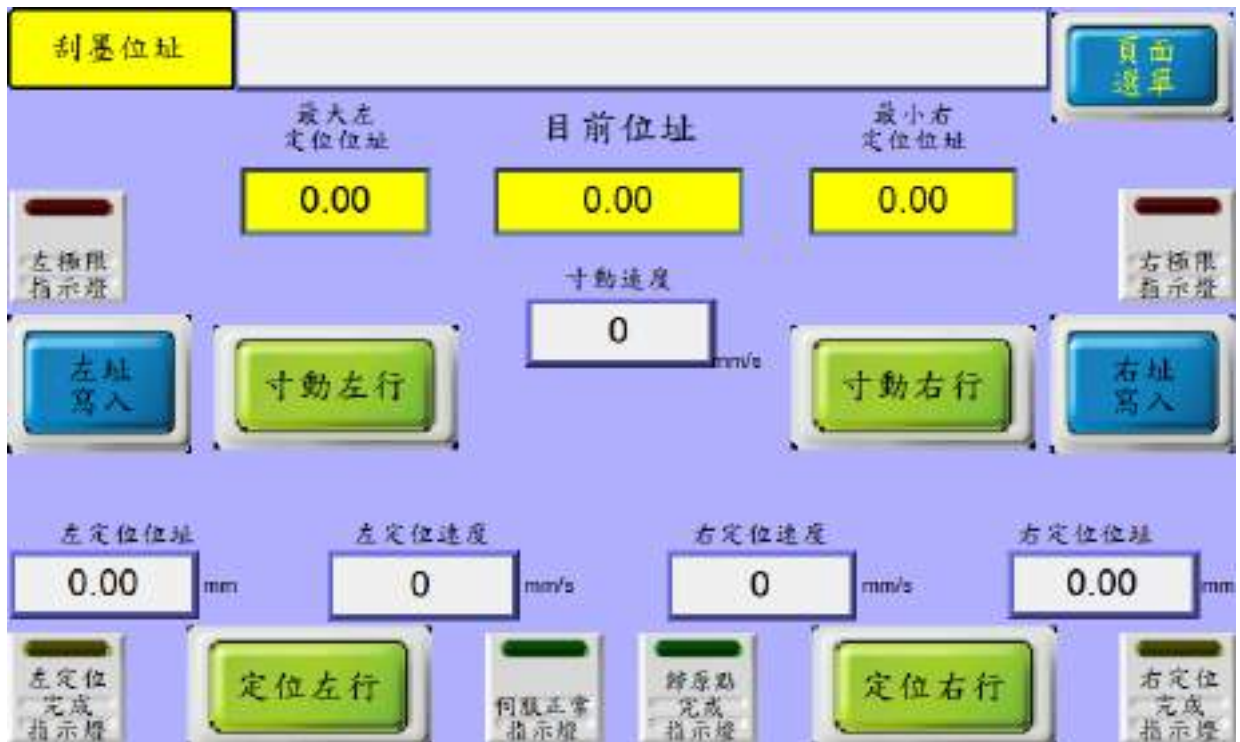 刮墨位址
頁面
選單
最大左
定位位址
目前位址
最小右
定位位址
0.00
0.00
0.00
左極限
指示燈
右極限
指示燈
寸動速度
0
mm/s
左址
寫入
寸動左行
寸動右行
右址
寫入
左定位位址
左定位速度
右定位速度
右定位位址
0.00
mm
0
mm/s
0
mm/s
0.00
mm
左定位
完成
指示燈
定位左行
伺服正常
指示燈
歸原點
完成
指示燈
定位右行
右定位
完成
指示燈